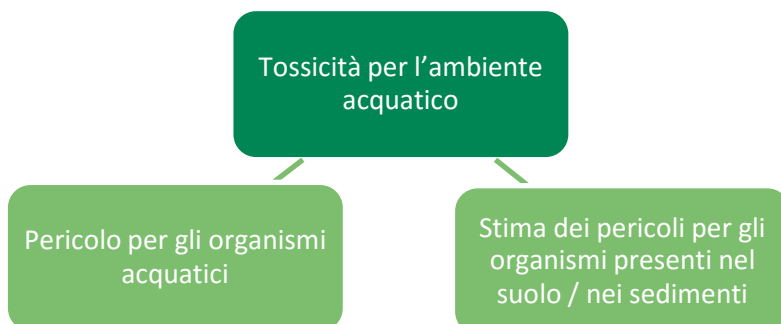 Tossicità per l’ambiente
acquatico
Pericolo per gli organismi
acquatici
Stima dei pericoli per gli
organismi presenti nel
suolo / nei sedimenti